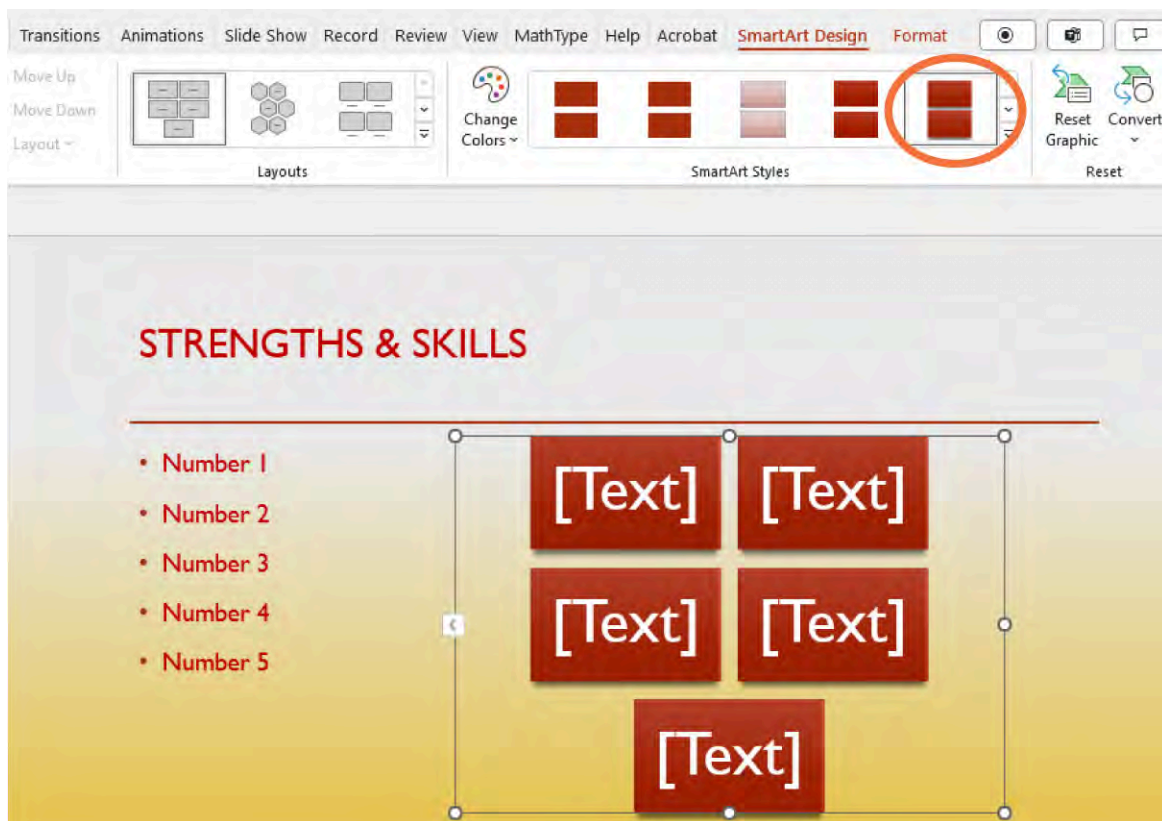 Transitions Animations Slide Show Record Review View MathType Help Acrobat SmartArt Design Format
Move Up
Move Down
Layout
Change
Colors
Reset
Graphic
Convert
Layouts
SmartArt Styles
Reset
STRENGTHS & SKILLS
• Number 1
• Number 2
• Number 3
• Number 4
• Number 5
[Text] [Text]
[Text] [Text]
[Text]